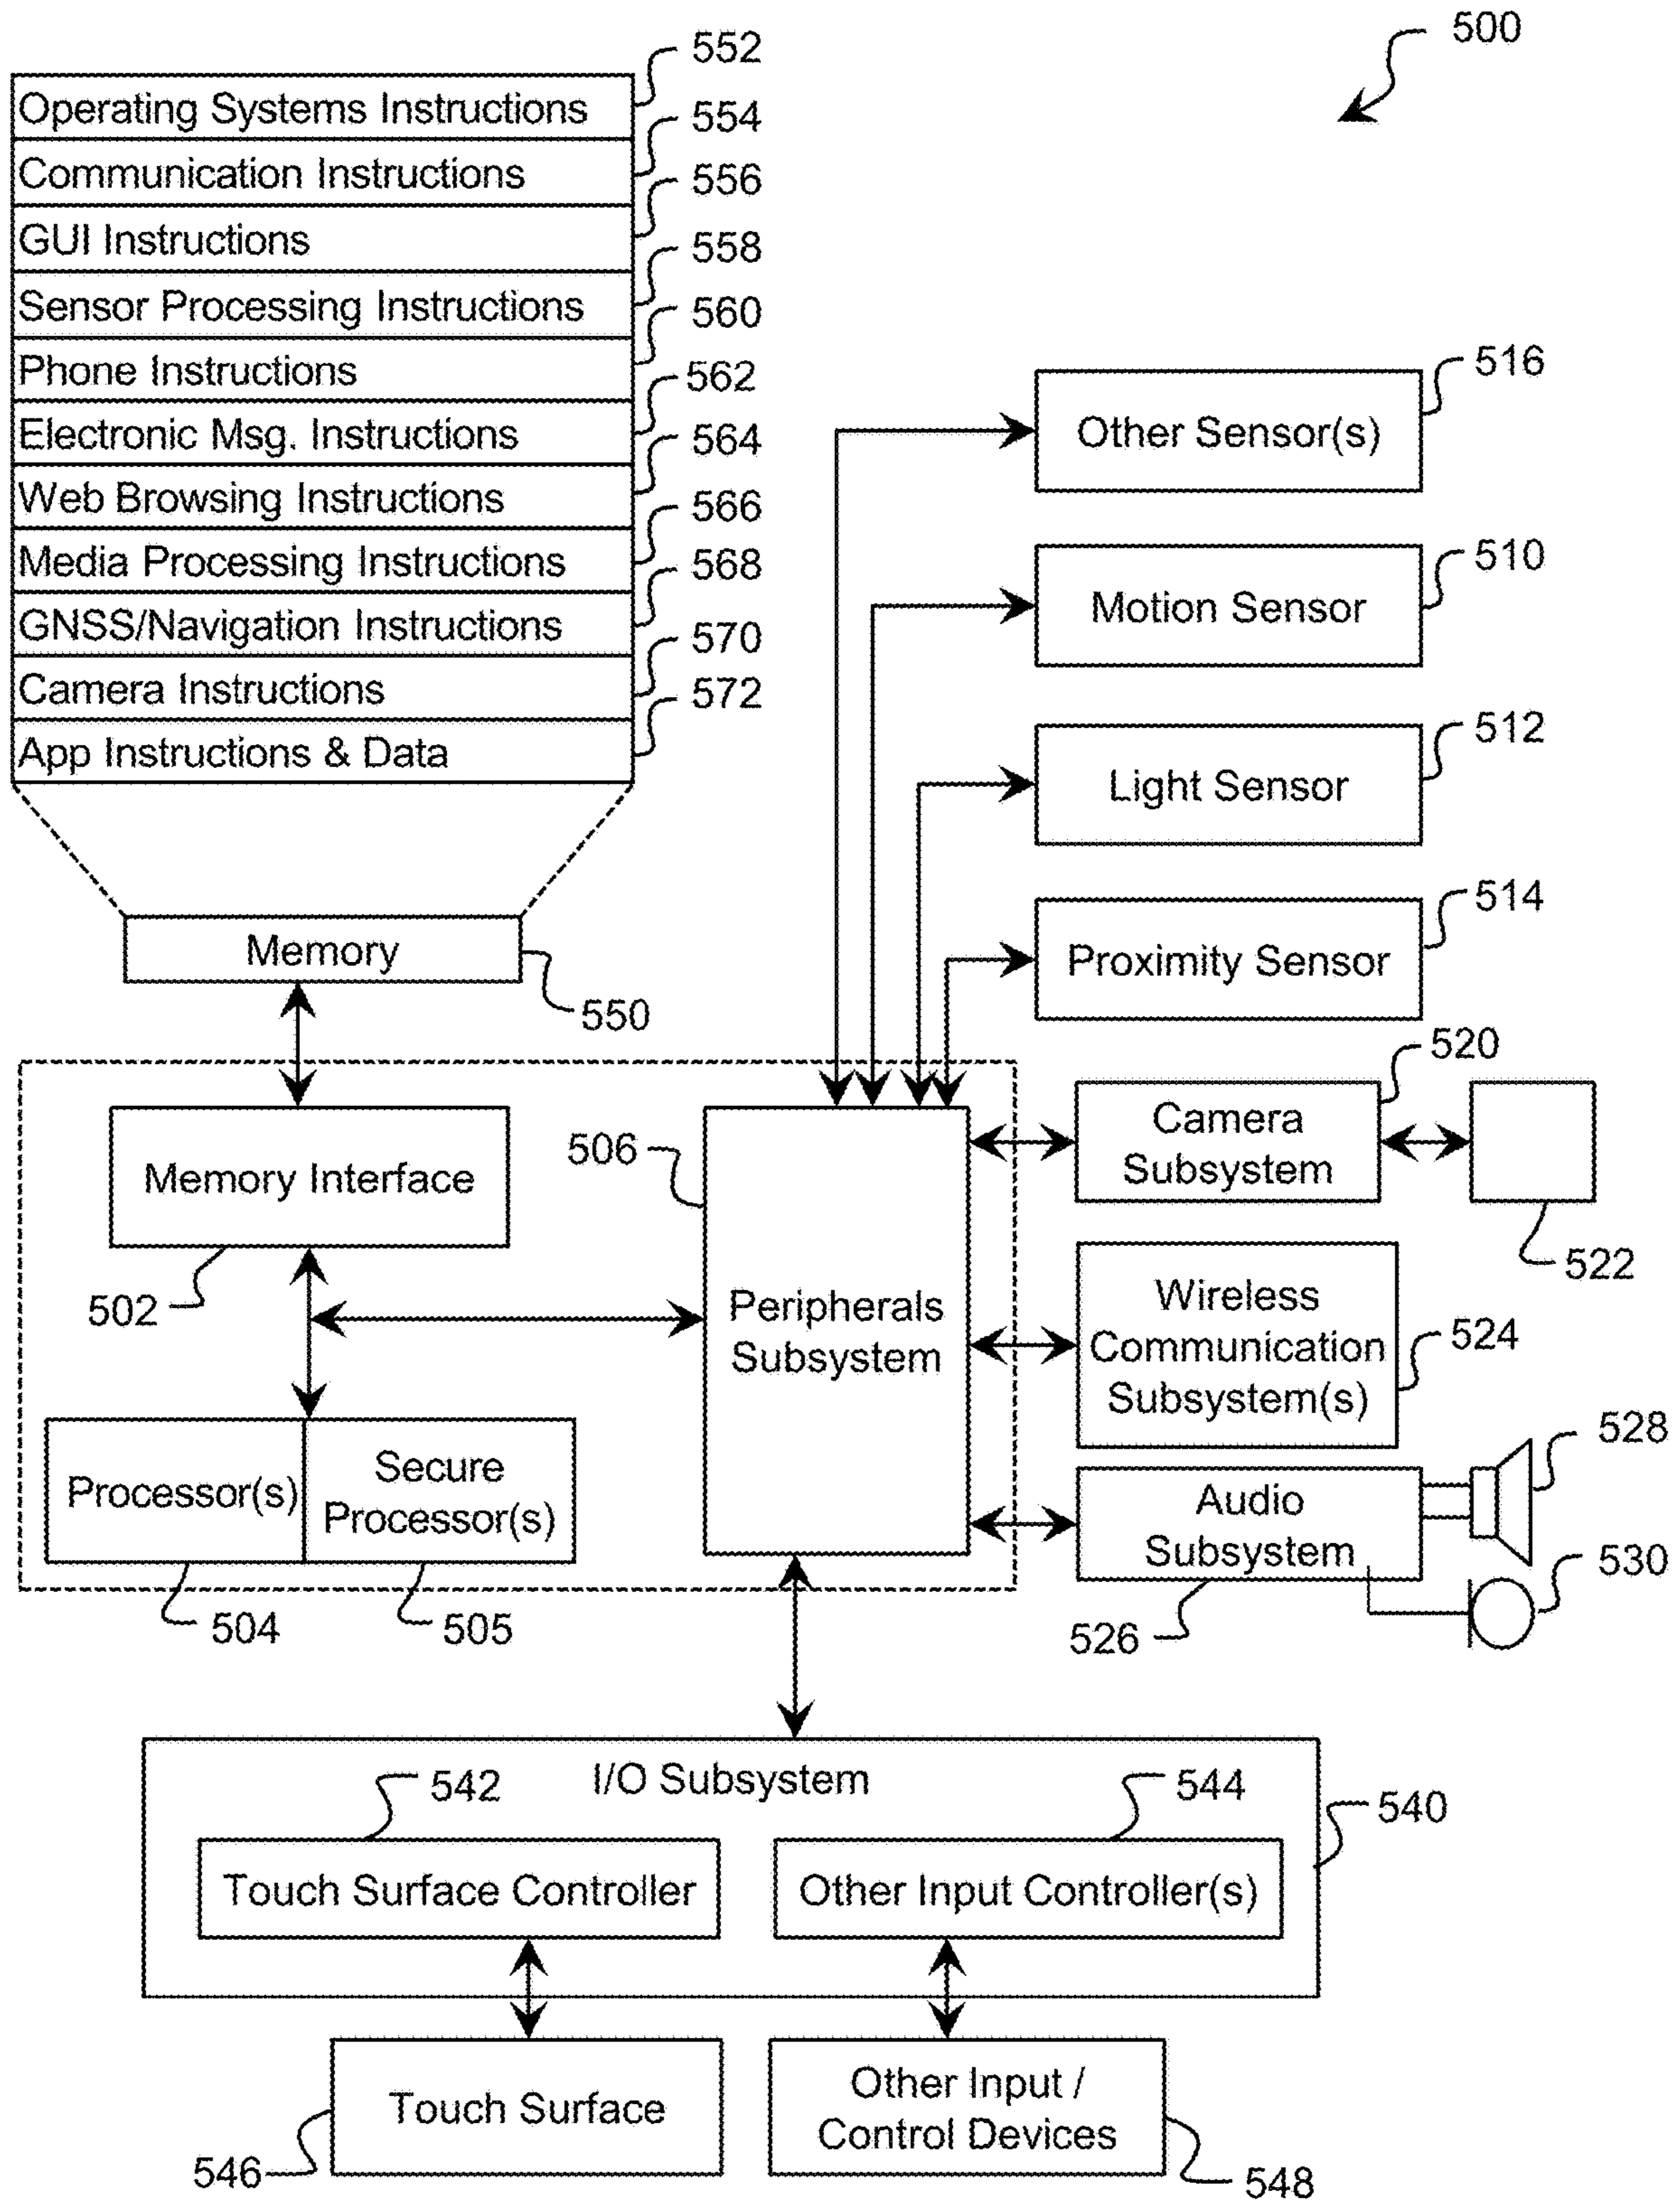 500
552
Operating Systems Instructions
554
Communication Instructions
556
GUI Instructions
558
Sensor Processing Instructions
560
Phone Instructions
562
Electronic Msg. Instructions
564
Web Browsing Instructions
566
Media Processing Instructions
568
GNSS/Navigation Instructions
570
Camera Instructions
572
App Instructions & Data
Memory
550
516
Other Sensor(s)
510
Motion Sensor
512
Light Sensor
514
Proximity Sensor
Memory Interface
502
506
Peripherals
Subsystem
Processor(s)
504
Secure
Processor(s)
505
520
Camera
Subsystem
522
Wireless
Communication
Subsystem(s)
524
Audio
Subsystem
526
528
530
I/O Subsystem
540
542
Touch Surface Controller
544
Other Input Controller(s)
Touch Surface
546
Other Input /
Control Devices
548